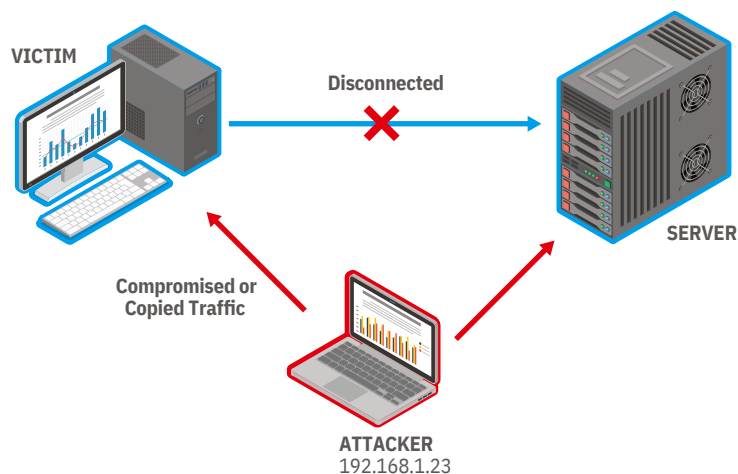 VICTIM
Disconnected
SERVER
Compromised or
Copied Traffic
ATTACKER
192.168.1.23